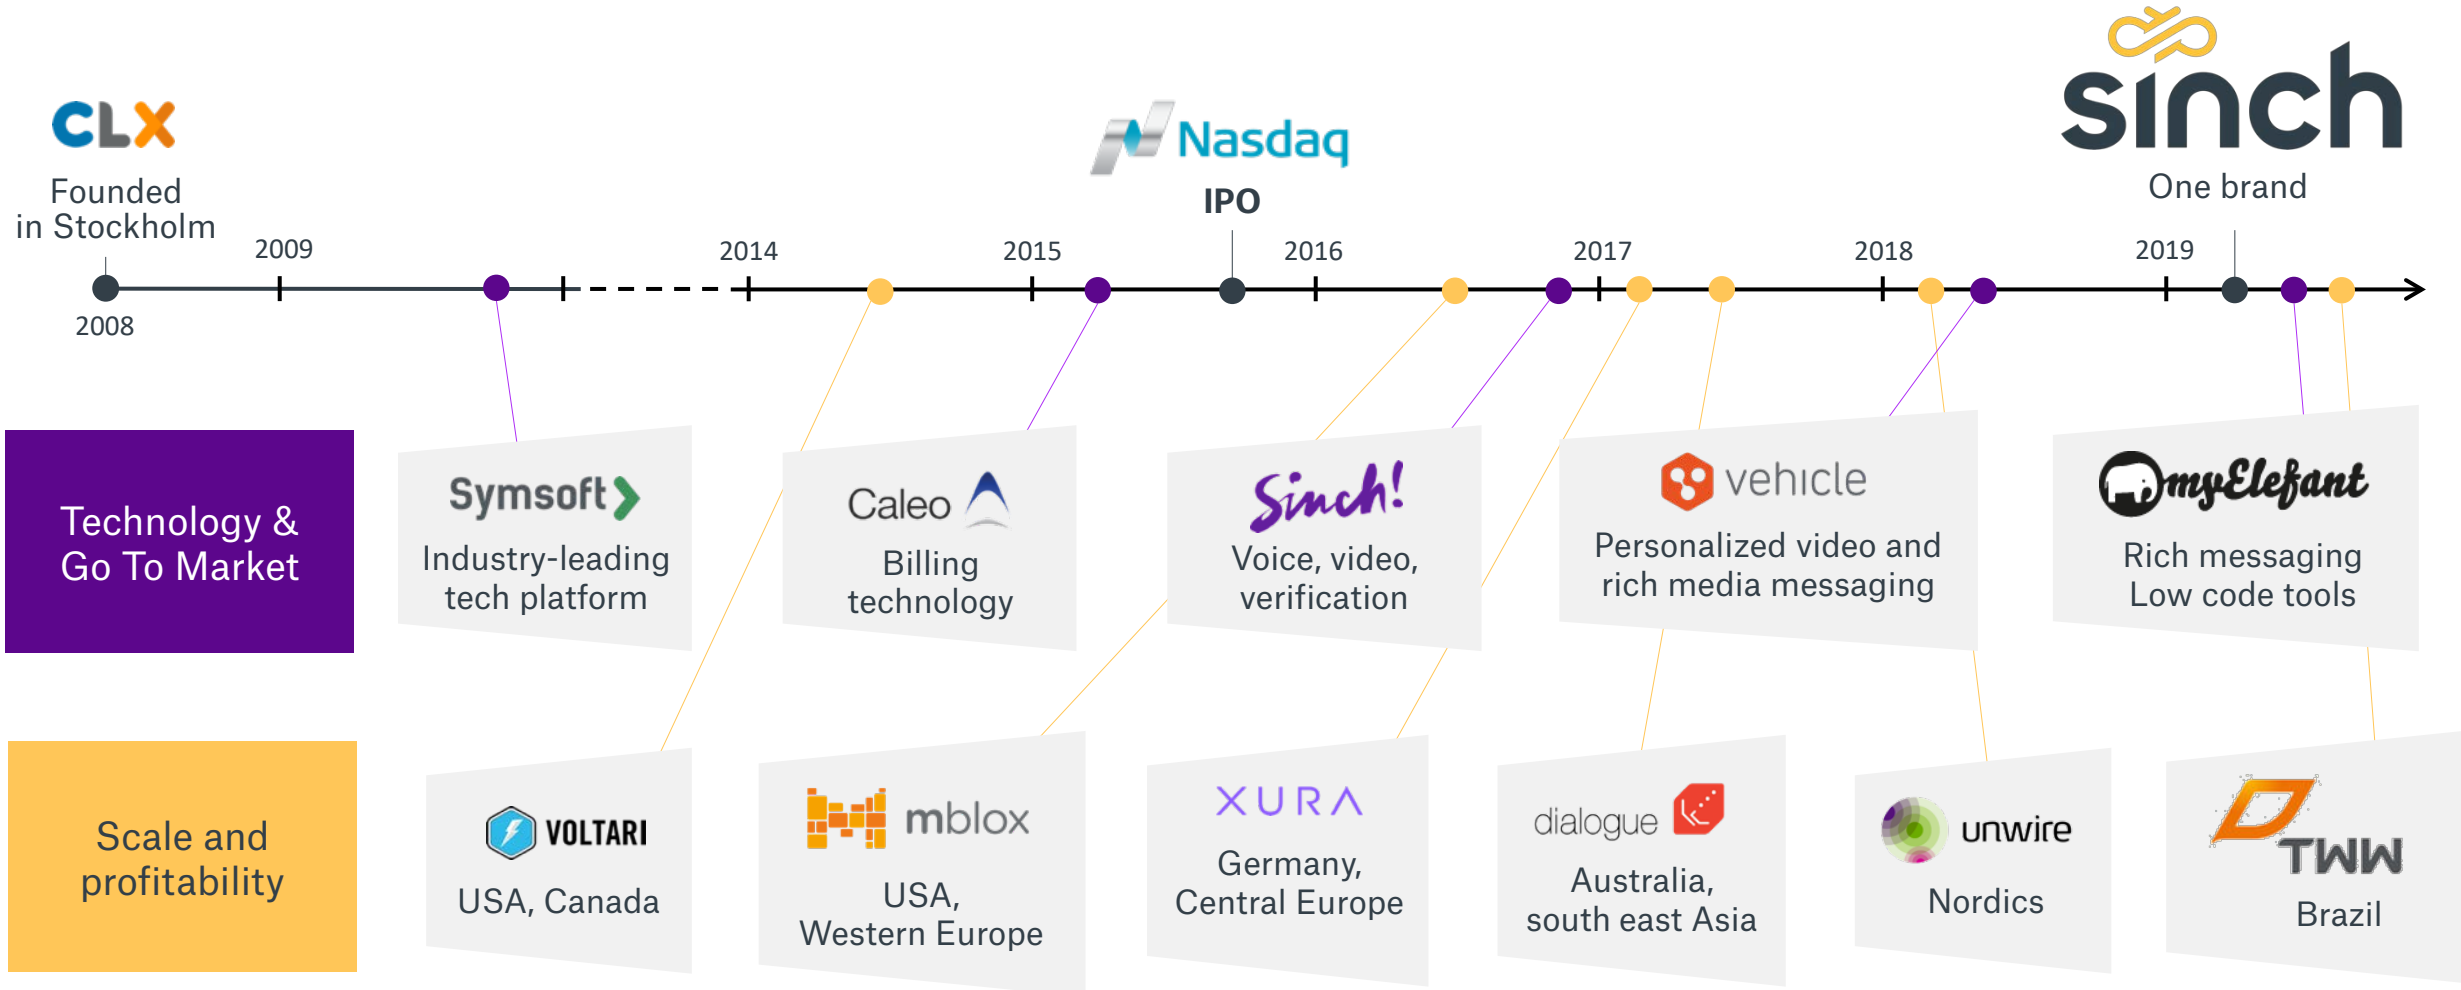 CLX
Founded
in Stockholm
Nasdaq
IPO
sinch
One brand
2008
2009
2014
2015
2016
2017
2018
2019
Technology &
Go To Market
Symsoft
Industry-leading
tech platform
Caleo
Billing
technology
Sinch!
Voice, video,
verification
vehicle
Personalized video and
rich media messaging
myElefant
Rich messaging
Low code tools
Scale and
profitability
VOLTARI
USA, Canada
mblox
USA,
Western Europe
XURA
Germany,
Central Europe
dialogue
Australia,
south east Asia
unwire
Nordics
TWW
Brazil